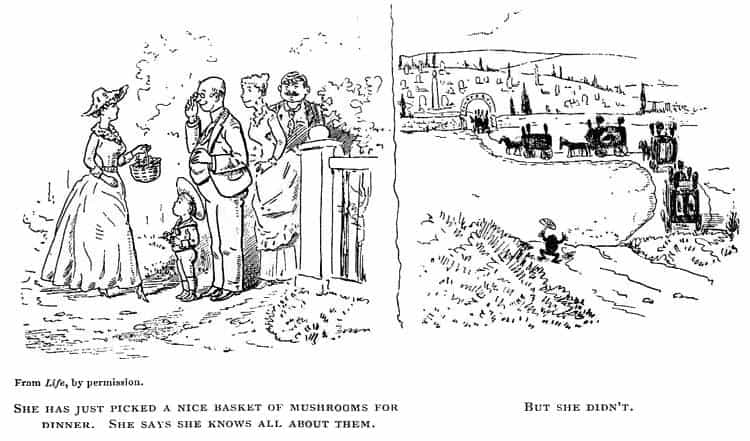 From Life, by permission.
SHE HAS JUST PICKED A NICE BASKET OF MUSHROOMS FOR
DINNER. SHE SAYS SHE KNOWS ALL ABOUT THEM.
BUT SHE DIDN'T.